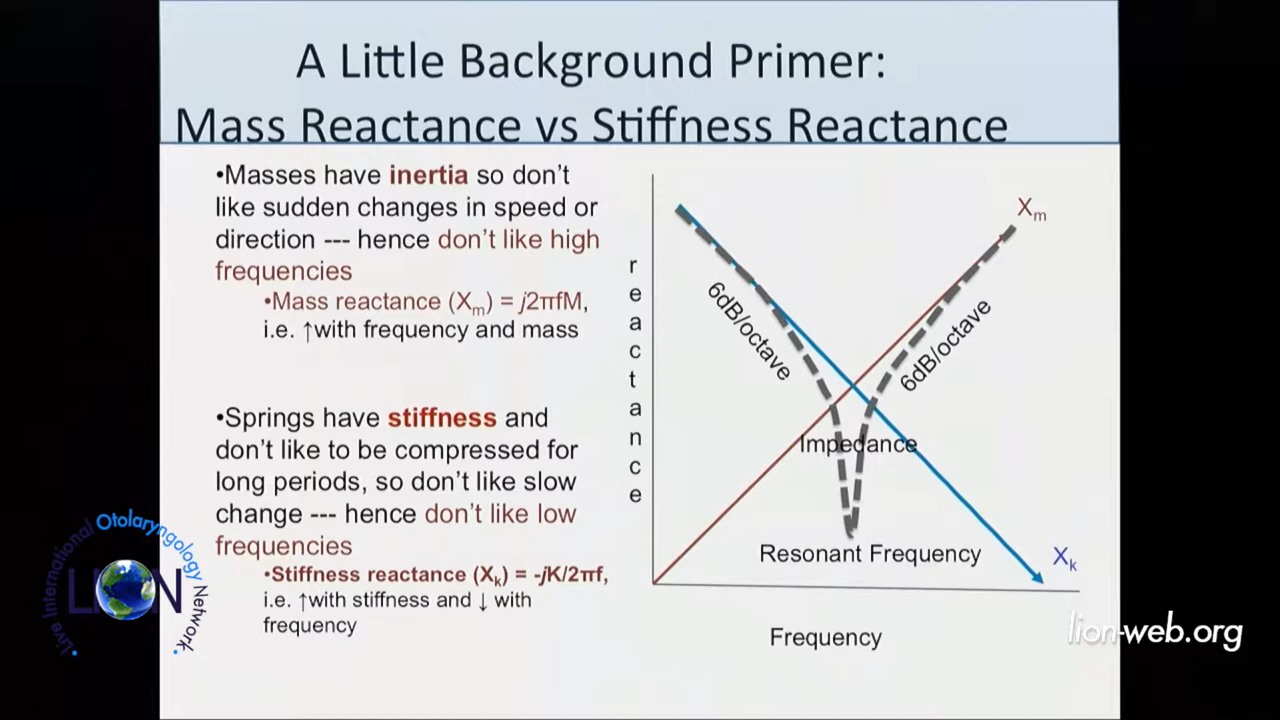 A Little Background Primer:
Mass Reactance vs Stiffness Reactance
•Masses have inertia so don't
like sudden changes in speed or
direction --- hence don't like high
frequencies
•Mass reactance (Xm) = j2πfM,
i.e. ↑with frequency and mass
•Springs have stiffness and
don't like to be compressed for
long periods, so don't like slow
change --- hence don't like low
frequencies
•Stiffness reactance (Xk) = -jK/2πf,
i.e. ↑with stiffness and ↓ with
frequency
reactance
Xm
6dB/octave
6dB/octave
Impedance
Resonant Frequency
Xk
Frequency
Live International Otolaryngology Network
LION
lion-web.org